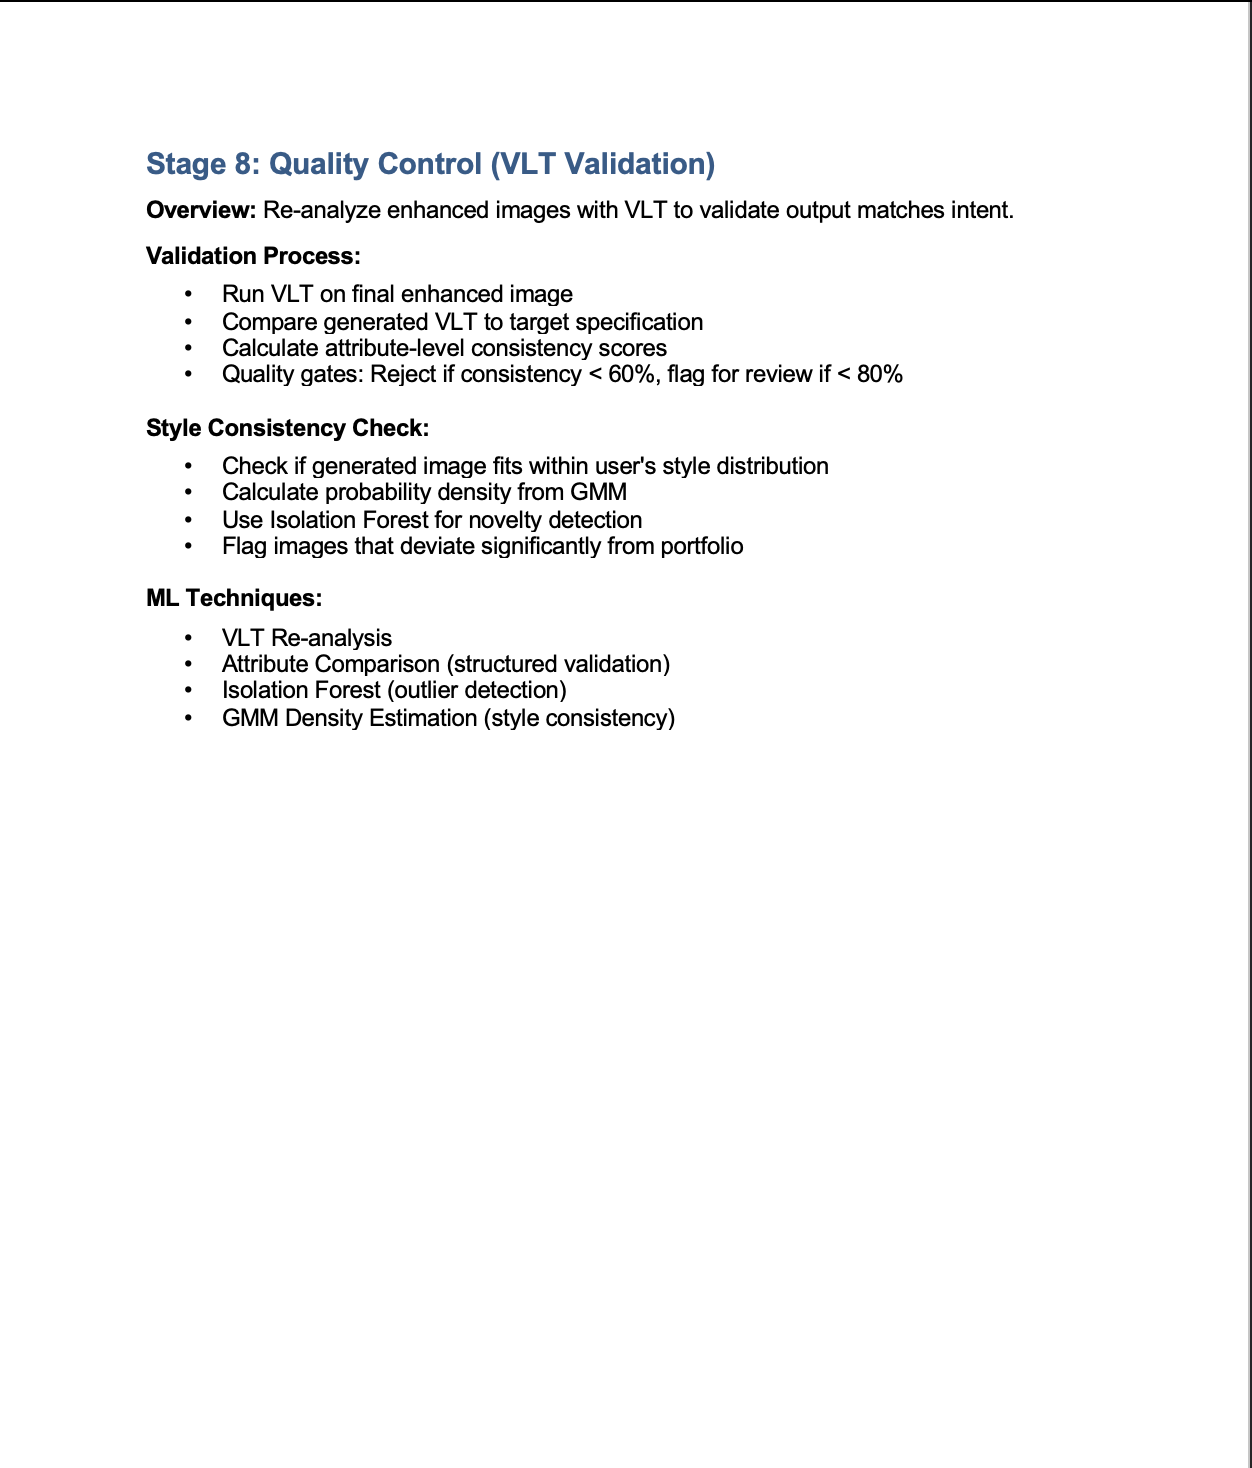 Stage 8: Quality Control (VLT Validation)
Overview: Re-analyze enhanced images with VLT to validate output matches intent.
Validation Process:
• Run VLT on final enhanced image
• Compare generated VLT to target specification
• Calculate attribute-level consistency scores
• Quality gates: Reject if consistency < 60%, flag for review if < 80%
Style Consistency Check:
• Check if generated image fits within user's style distribution
• Calculate probability density from GMM
• Use Isolation Forest for novelty detection
• Flag images that deviate significantly from portfolio
ML Techniques:
• VLT Re-analysis
• Attribute Comparison (structured validation)
• Isolation Forest (outlier detection)
• GMM Density Estimation (style consistency)